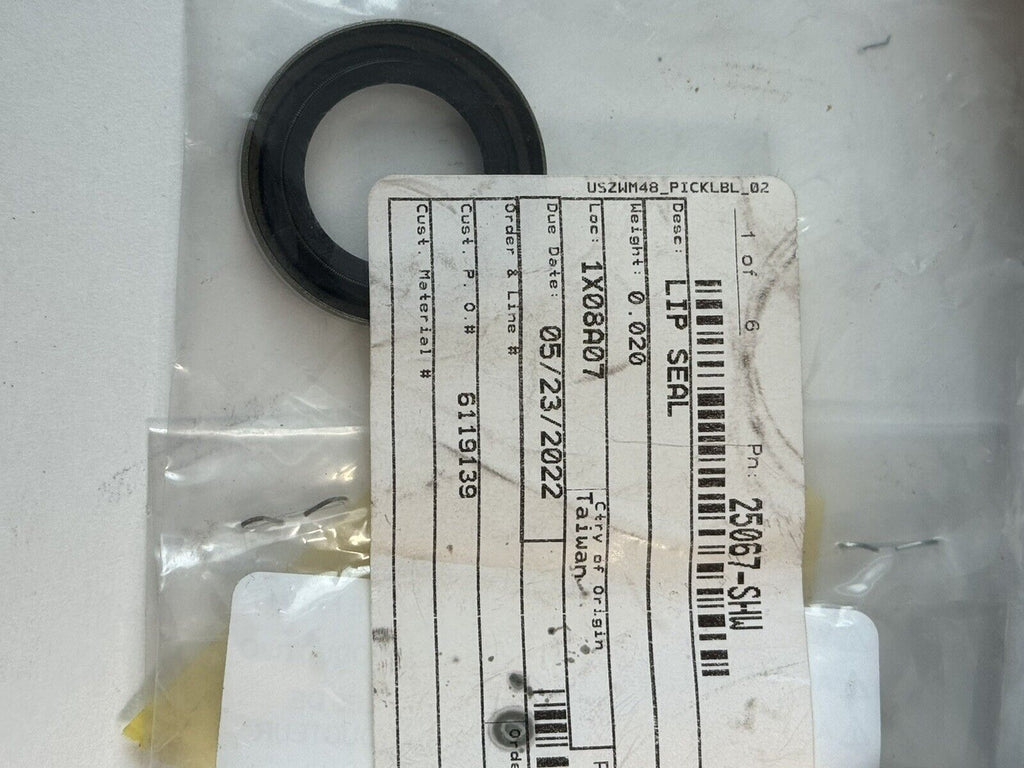 USZWM48_PICKLBL_02
1 of 6 Pn: 25067-SHW
Desc: LIP SEAL
Weight: 0.020
Loc: 1X08A07
Ctry of Origin
Taiwan
Due Date: 05/23/2022
Order & Line #
Orde
Cust. P.O.# 6119139
Cust. Material #